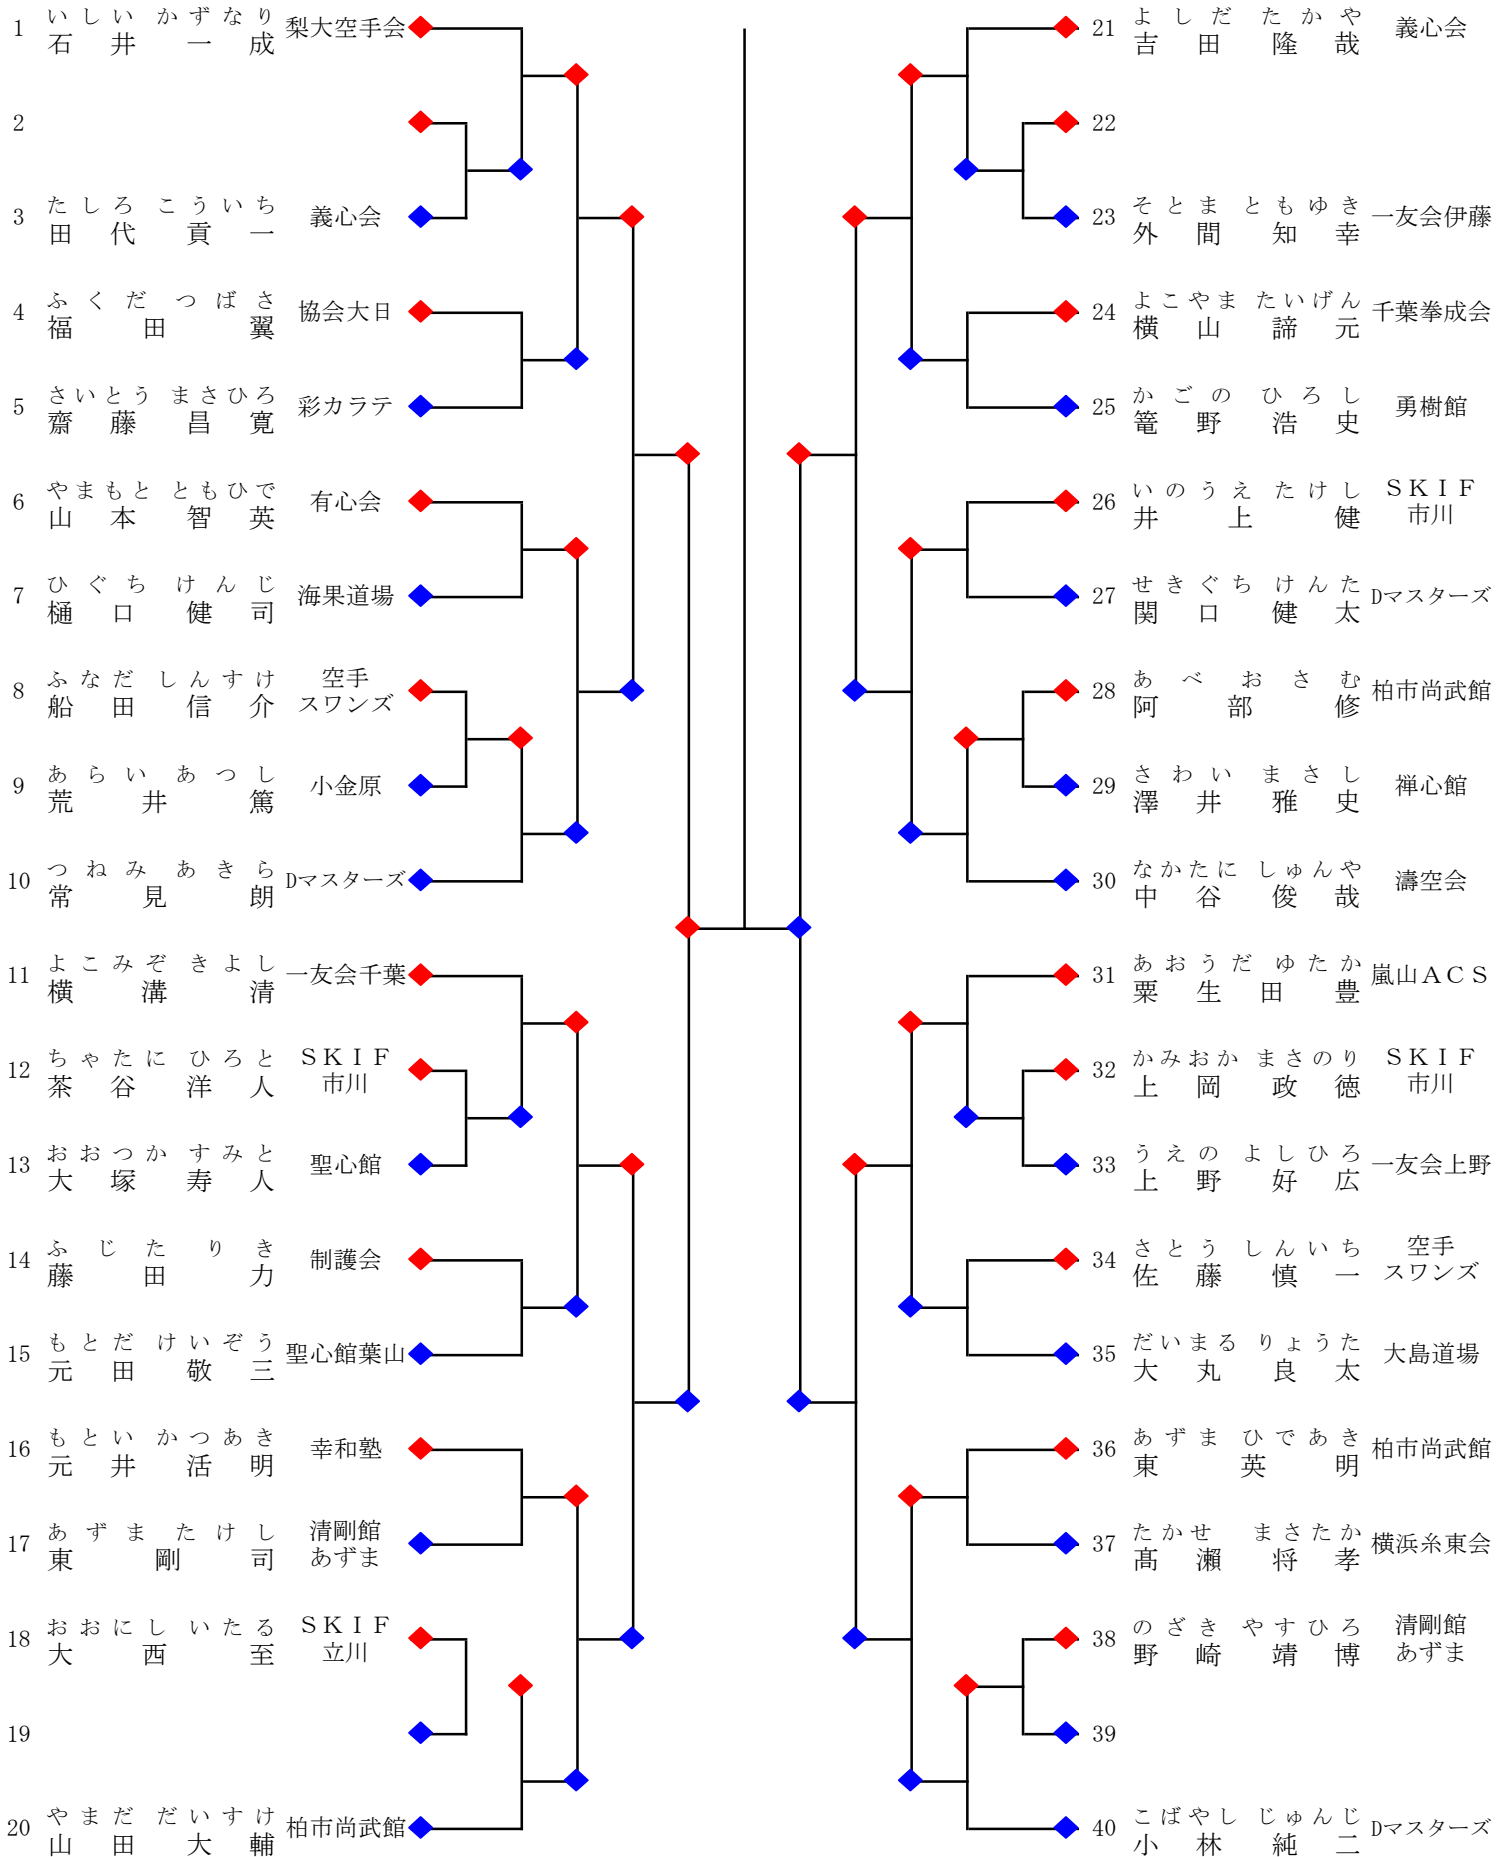 1 いしい かずなり 梨大空手会
石井一成
2
3 たしろ こういち 義心会
田代貢一
4 ふくだ つばさ 協会大日
福田翼
5 さいとう まさひろ 彩カラテ
齋藤昌寛
6 やまもと ともひで 有心会
山本智英
7 ひぐち けんじ 海果道場
樋口健司
8 ふなだ しんすけ 空手
船田信介 スワンズ
9 あらい あつし 小金原
荒井篤
10 つねみ あきら Dマスターズ
常見朗
11 よこみぞ きよし 一友会千葉
横溝清
12 ちゃたに ひろと ＳＫＩＦ
茶谷洋人 市川
13 おおつか すみと 聖心館
大塚寿人
14 ふじた りき 制護会
藤田力
15 もとだ けいぞう 聖心館葉山
元田敬三
16 もとい かつあき 幸和塾
元井活明
17 あずま たけし 清剛館
東剛司 あずま
18 おおにし いたる ＳＫＩＦ
大西至 立川
19
20 やまだ だいすけ 柏市尚武館
山田大輔
21 よしだ たかや 義心会
吉田隆哉
22
23 そとま ともゆき 一友会伊藤
外間知幸
24 よこやま たいげん 千葉拳成会
横山諦元
25 かごの ひろし 勇樹館
篭野浩史
26 いのうえ たけし ＳＫＩＦ
井上健 市川
27 せきぐち けんた Dマスターズ
関口健太
28 あべ おさむ 柏市尚武館
阿部修
29 さわい まさし 禅心館
澤井雅史
30 なかたに しゅんや 濤空会
中谷俊哉
31 あおうだ ゆたか 嵐山ＡＣＳ
粟生田豊
32 かみおか まさのり ＳＫＩＦ
上岡政徳 市川
33 うえの よしひろ 一友会上野
上野好広
34 さとう しんいち 空手
佐藤慎一 スワンズ
35 だいまる りょうた 大島道場
大丸良太
36 あずま ひであき 柏市尚武館
東英明
37 たかせ まさたか 横浜糸東会
髙瀨将孝
38 のざき やすひろ 清剛館
野崎靖博 あずま
39
40 こばやし じゅんじ Dマスターズ
小林純二